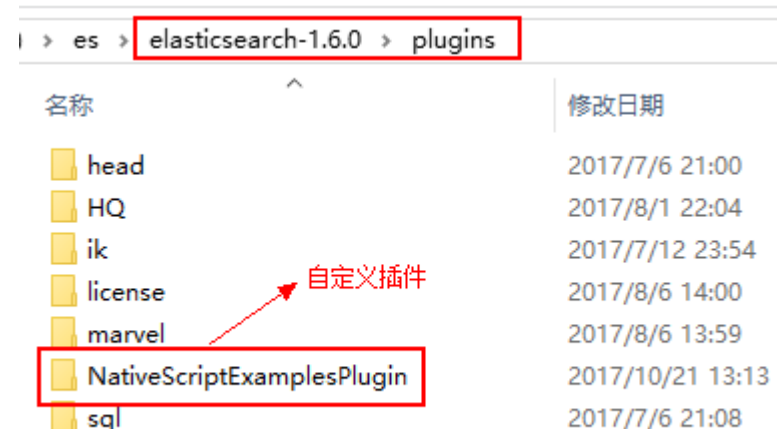 es > elasticsearch-1.6.0 > plugins
名称 修改日期
head 2017/7/6 21:00
HQ 2017/8/1 22:04
ik 2017/7/12 23:54
自定义插件
license 2017/8/6 14:00
marvel 2017/8/6 13:59
NativeScriptExamplesPlugin 2017/10/21 13:13
sql 2017/7/6 21:08